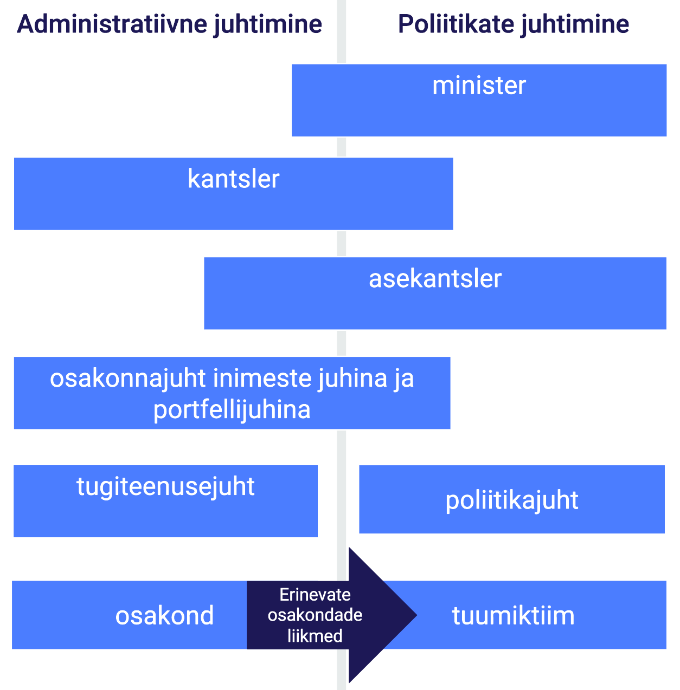 Administratiivne juhtimine
Poliitikate juhtimine
minister
kantsler
asekantsler
osakonnajuht inimeste juhina ja
portfellijuhina
tugiteenusejuht
poliitikajuht
osakond
Erinevate
osakondade
liikmed
tuumiktiim